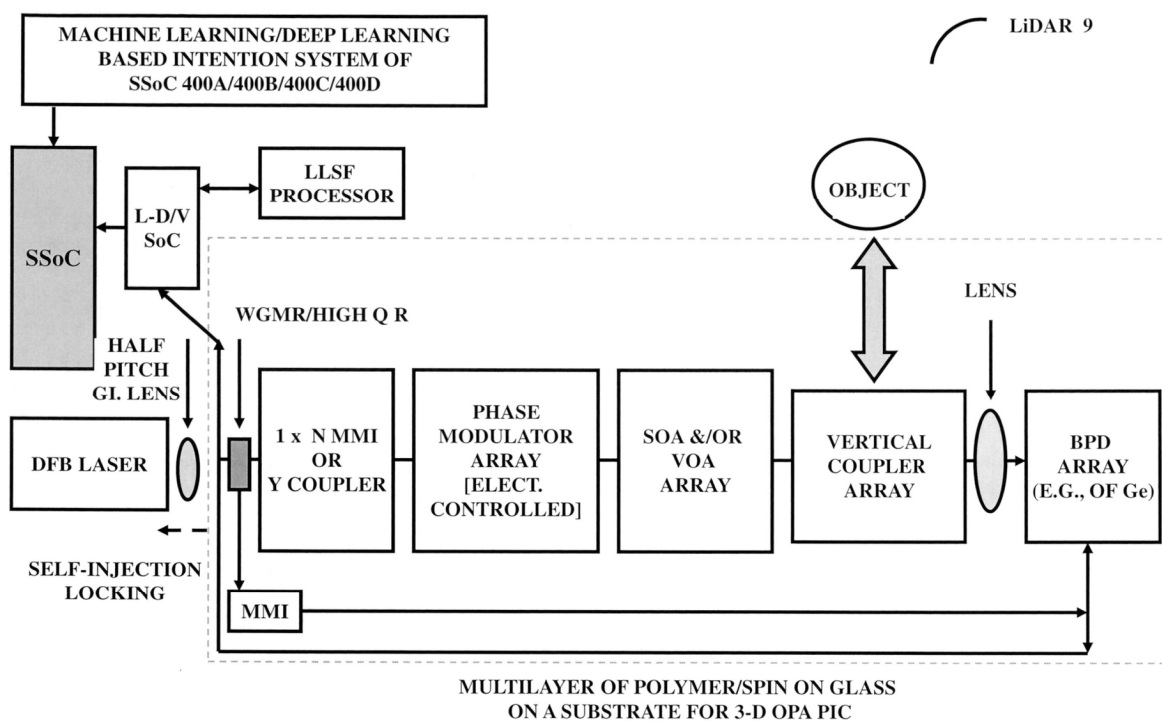 MACHINE LEARNING/DEEP LEARNING
BASED INTENTION SYSTEM OF
SSoC 400A/400B/400C/400D
LiDAR 9
LLSF
PROCESSOR
L-D/V
SoC
SSoC
OBJECT
WGMR/HIGH Q R
LENS
HALF
PITCH
GI. LENS
DFB LASER
1 x N MMI
OR
Y COUPLER
PHASE
MODULATOR
ARRAY
[ELECT.
CONTROLLED]
SOA &/OR
VOA
ARRAY
VERTICAL
COUPLER
ARRAY
BPD
ARRAY
(E.G., OF Ge)
SELF-INJECTION
LOCKING
MMI
MULTILAYER OF POLYMER/SPIN ON GLASS
ON A SUBSTRATE FOR 3-D OPA PIC